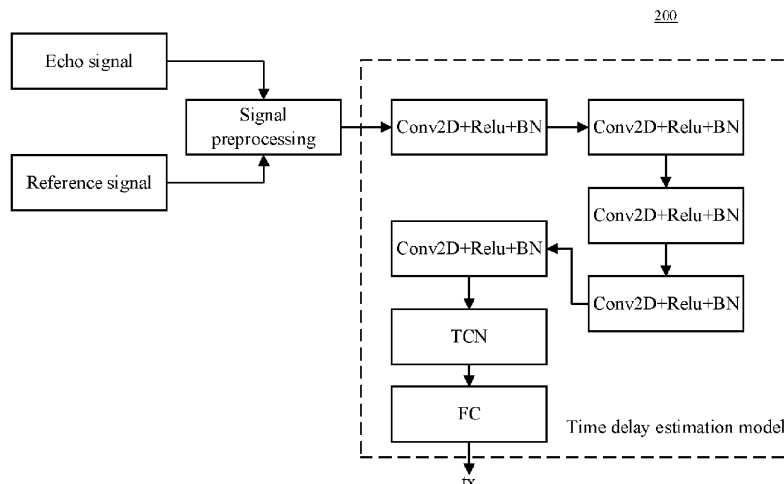 200
Echo signal
Signal
preprocessing
Reference signal
Conv2D+Relu+BN
Conv2D+Relu+BN
Conv2D+Relu+BN
Conv2D+Relu+BN
Conv2D+Relu+BN
TCN
FC
Time delay estimation model